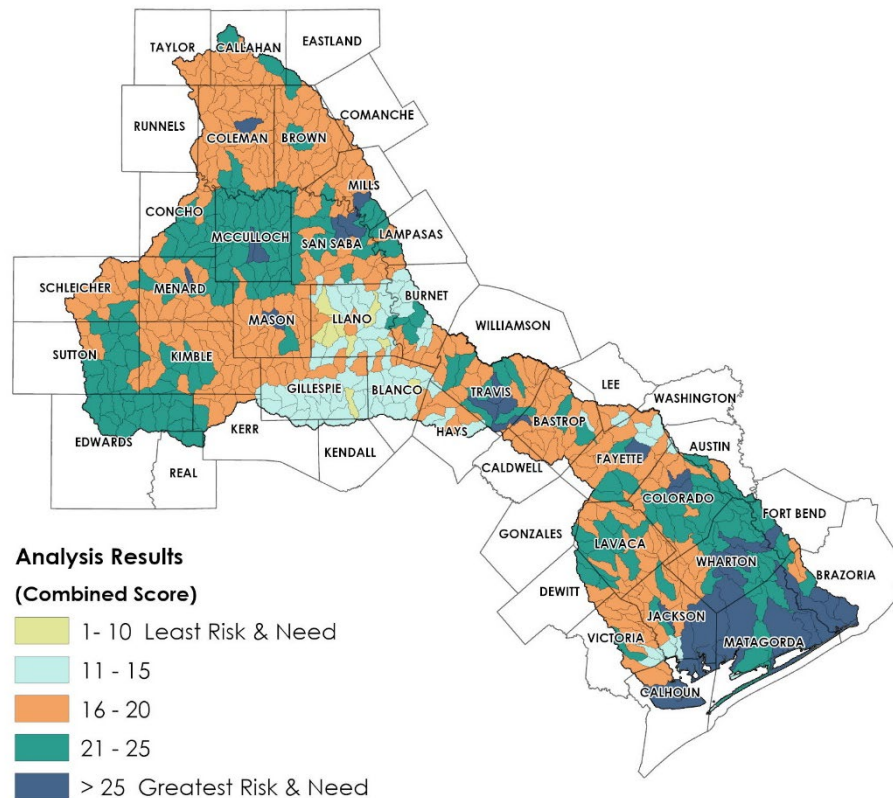 EASTLAND
TAYLOR
CALLAHAN
COMANCHE
RUNNELS
COLEMAN
BROWN
MILLS
CONCHO
MCCULLOCH
SAN SABA
LAMPASAS
SCHLEICHER
MENARD
BURNET
MASON
LLANO
WILLIAMSON
SUTTON
KIMBLE
LEE
GILLESPIE
BLANCO
TRAVIS
WASHINGTON
BASTROP
EDWARDS
KERR
HAYS
AUSTIN
REAL
KENDALL
FAYETTE
CALDWELL
COLORADO
FORT BEND
GONZALES
LAVACA
WHARTON
BRAZORIA
DEWITT
JACKSON
VICTORIA
MATAGORDA
CALHOUN
Analysis Results
(Combined Score)
1- 10 Least Risk & Need
11 - 15
16 - 20
21 - 25
> 25 Greatest Risk & Need